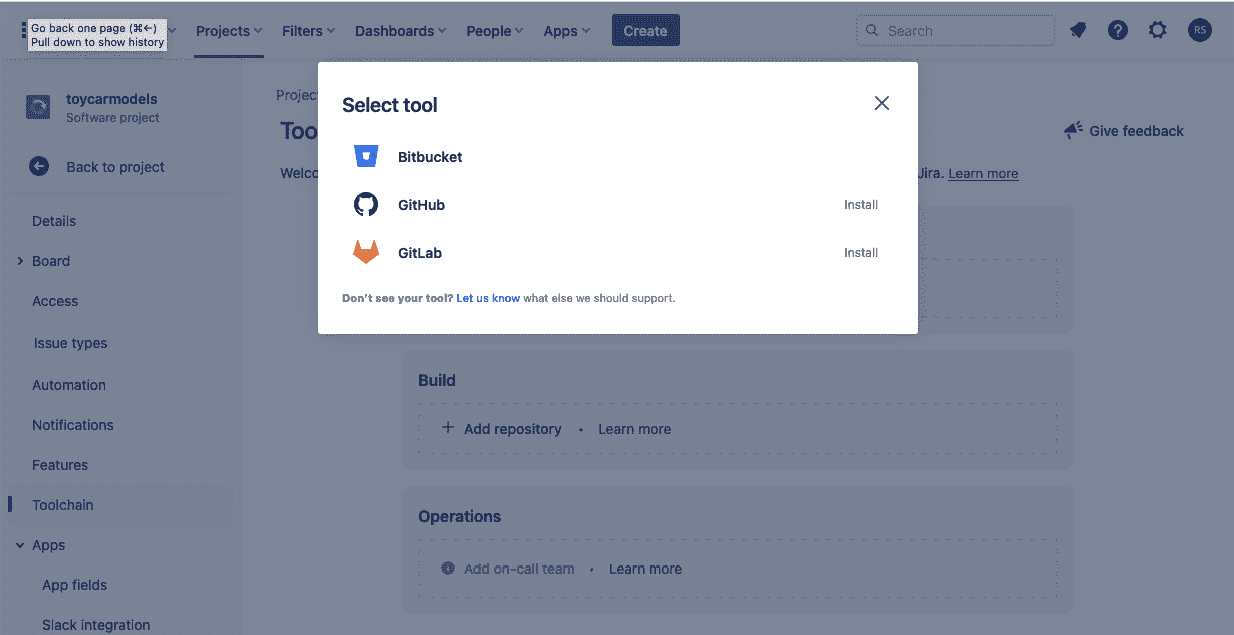 Go back one page (⌘←)
Pull down to show history
Projects
Filters
Dashboards
People
Apps
Create
Search
RS
toycarmodels
Software project
Back to project
Details
Board
Access
Issue types
Automation
Notifications
Features
Toolchain
Apps
App fields
Slack integration
Give feedback
Jira. Learn more
Select tool
Bitbucket
GitHub Install
GitLab Install
Don't see your tool? Let us know what else we should support.
Build
+ Add repository • Learn more
Operations
Add on-call team • Learn more